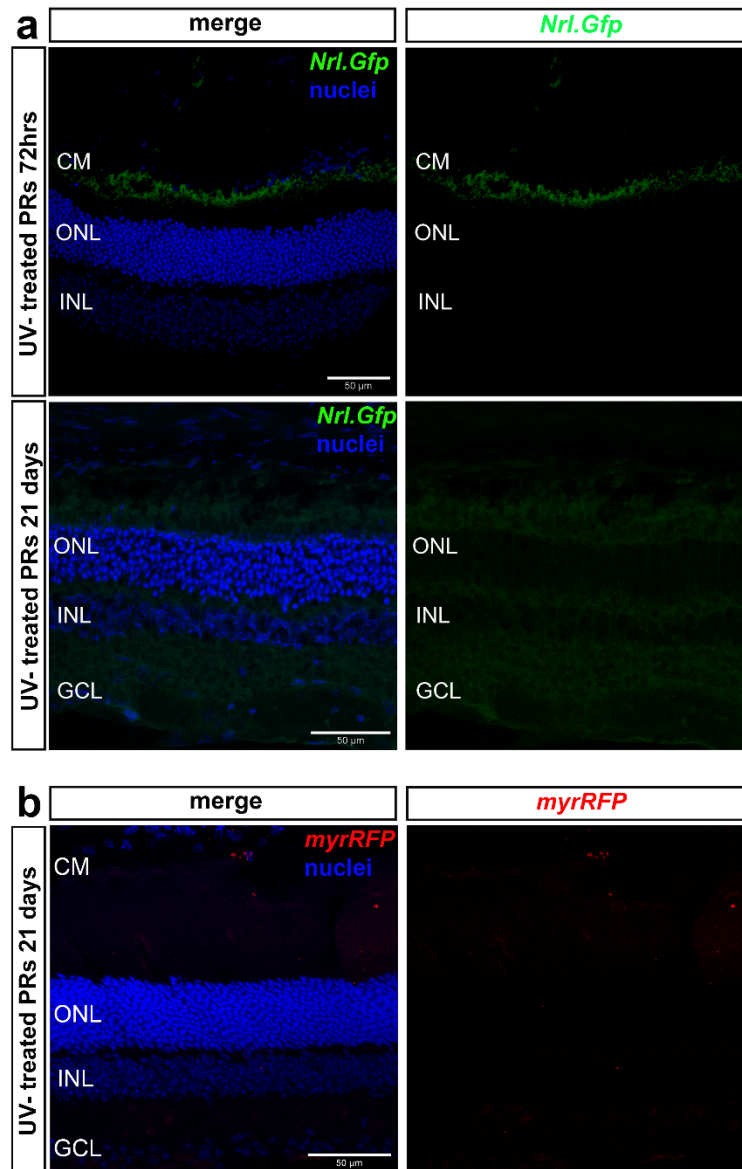 a
merge
Nrl.Gfp
UV- treated PRs 72hrs
Nrl.Gfp
nuclei
CM
ONL
INL
50 µm
CM
ONL
INL
UV- treated PRs 21 days
Nrl.Gfp
nuclei
ONL
INL
GCL
50 µm
ONL
INL
GCL
b
merge
myrRFP
UV- treated PRs 21 days
myrRFP
nuclei
CM
ONL
INL
GCL
50 µm